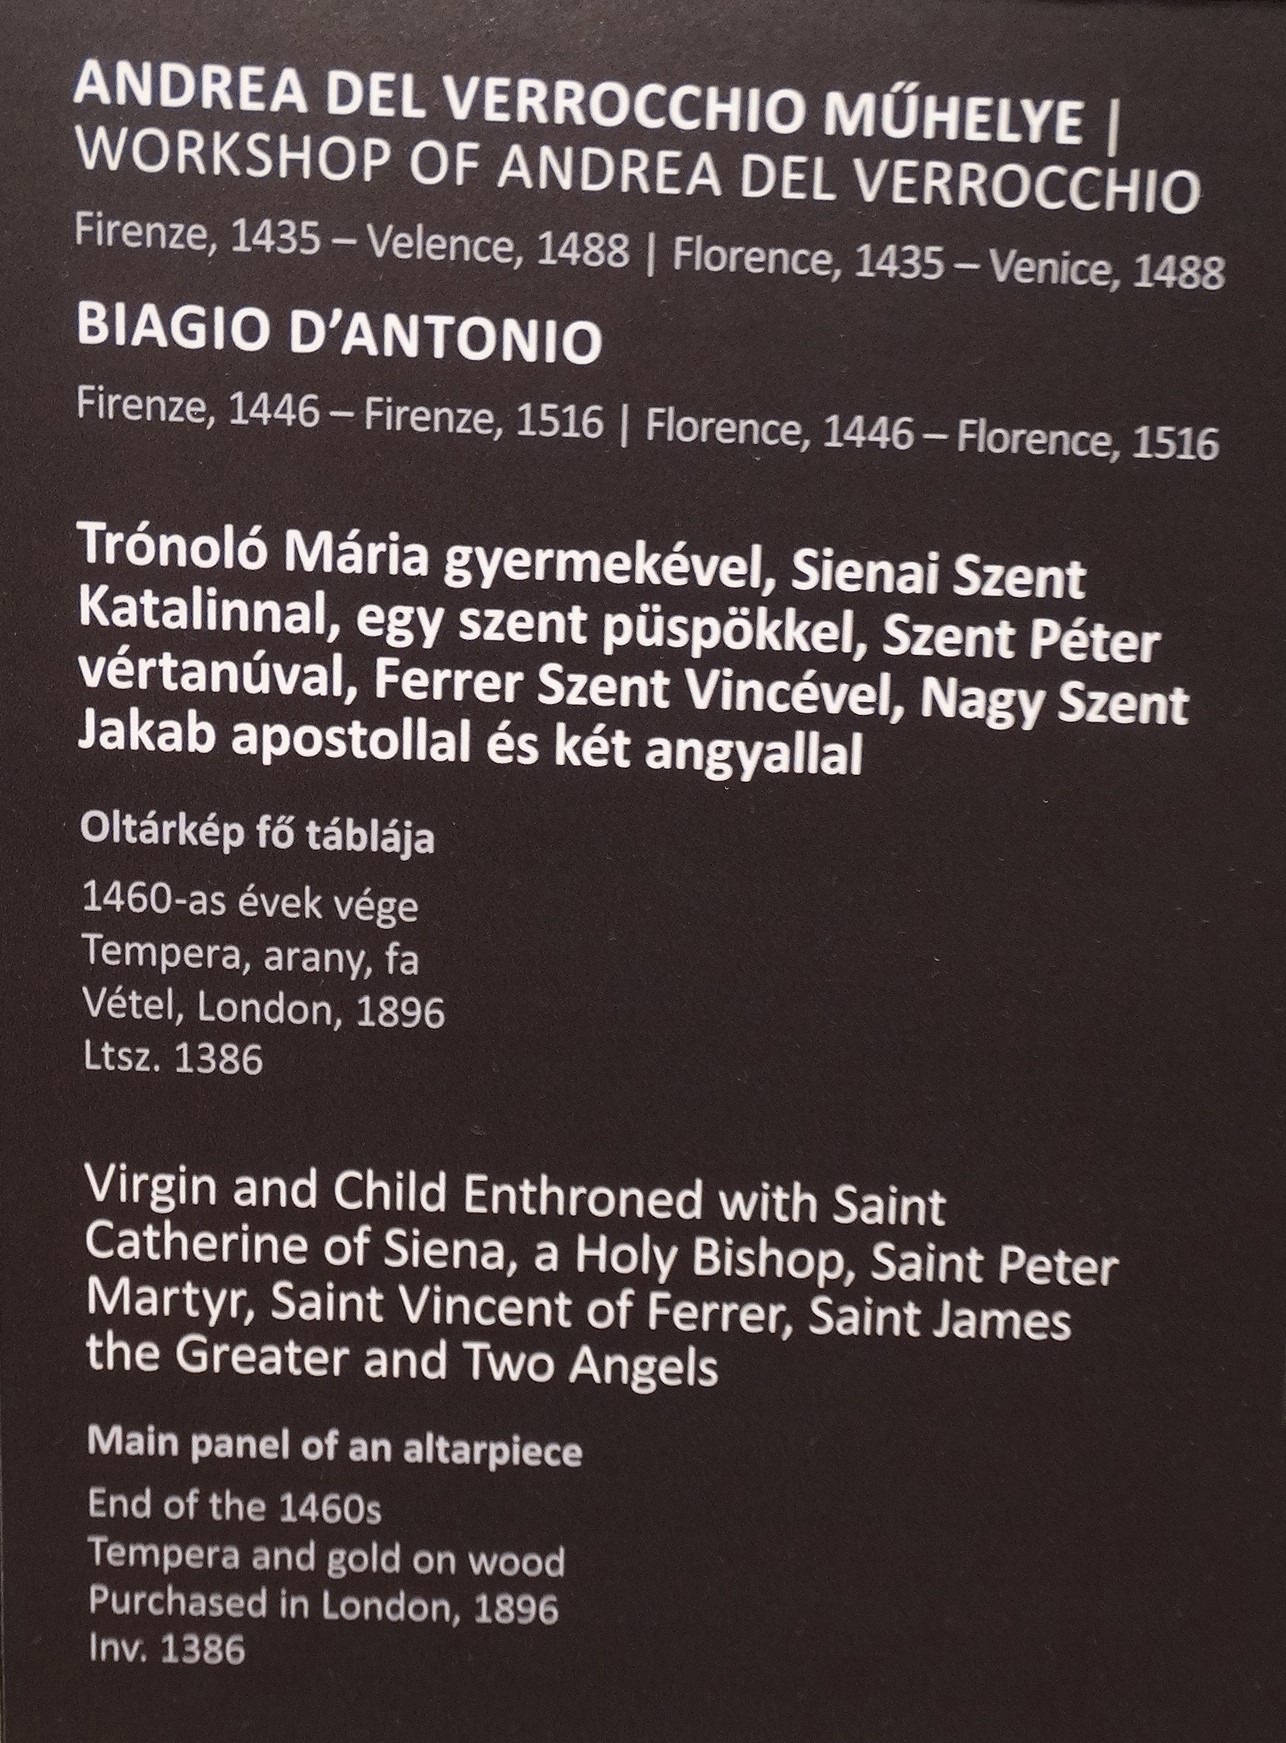 ANDREA DEL VERROCCHIO MŰHELYE |
WORKSHOP OF ANDREA DEL VERROCCHIO
Firenze, 1435 – Velence, 1488 | Florence, 1435 – Venice, 1488
BIAGIO D’ANTONIO
Firenze, 1446 – Firenze, 1516 | Florence, 1446 – Florence, 1516
Trónoló Mária gyermekével, Sienai Szent
Katalinnal, egy szent püspökkel, Szent Péter
vértanúval, Ferrer Szent Vincével, Nagy Szent
Jakab apostollal és két angyallal
Oltárkép fő táblája
1460-as évek vége
Tempera, arany, fa
Vétel, London, 1896
Ltsz. 1386
Virgin and Child Enthroned with Saint
Catherine of Siena, a Holy Bishop, Saint Peter
Martyr, Saint Vincent of Ferrer, Saint James
the Greater and Two Angels
Main panel of an altarpiece
End of the 1460s
Tempera and gold on wood
Purchased in London, 1896
Inv. 1386